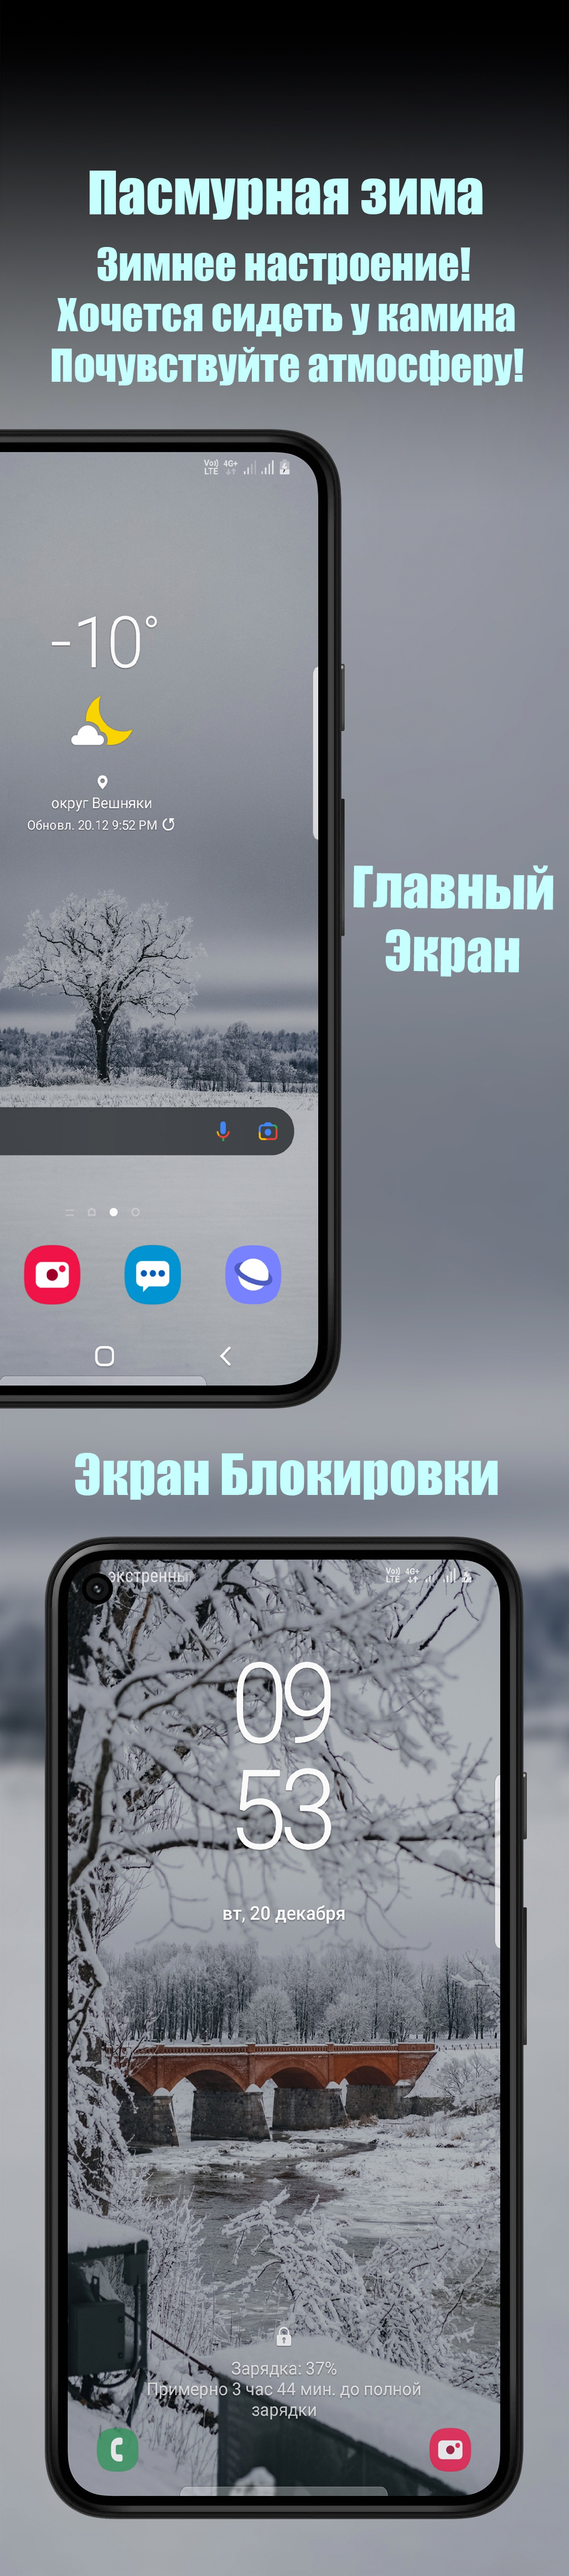 Пасмурная зима
Зимнее настроение!
Хочется сидеть у камина
Почувствуйте атмосферу!
Vo)) LTE 4G+
-10°
округ Вешняки
Обновл. 20.12 9:52 PM
Главный
Экран
Экран Блокировки
экстренны
Vo)) LTE 4G+
09
53
вт, 20 декабря
Зарядка: 37%
Примерно 3 час 44 мин. до полной
зарядки